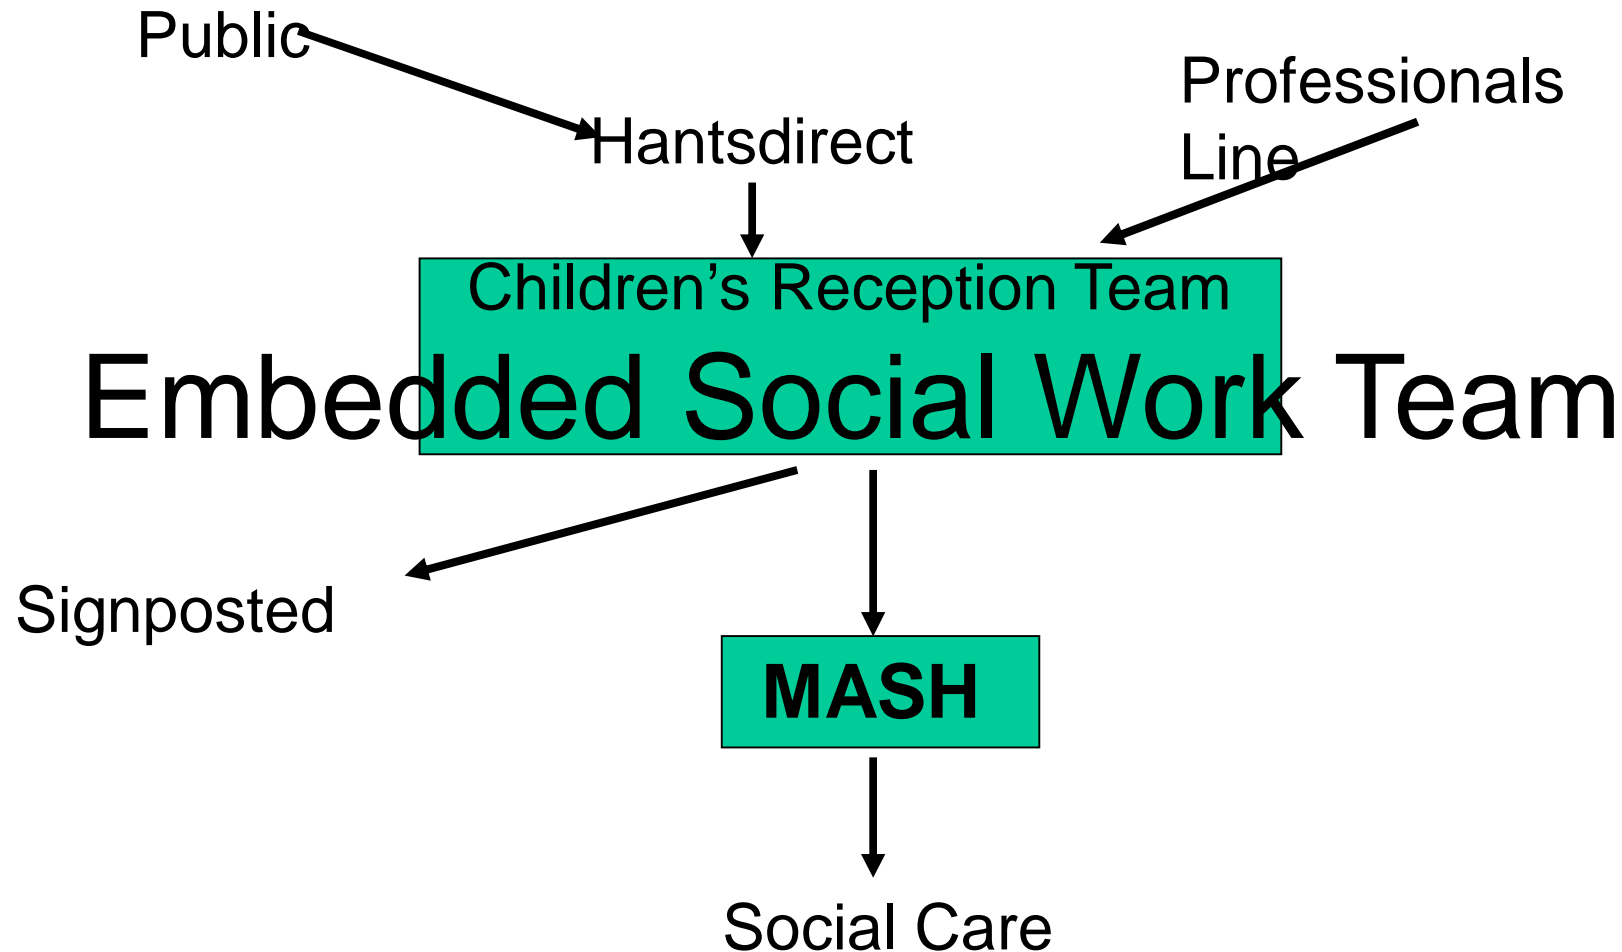 Public
Professionals
Line
Hantsdirect
Children’s Reception Team
Embedded Social Work Team
Signposted
MASH
Social Care